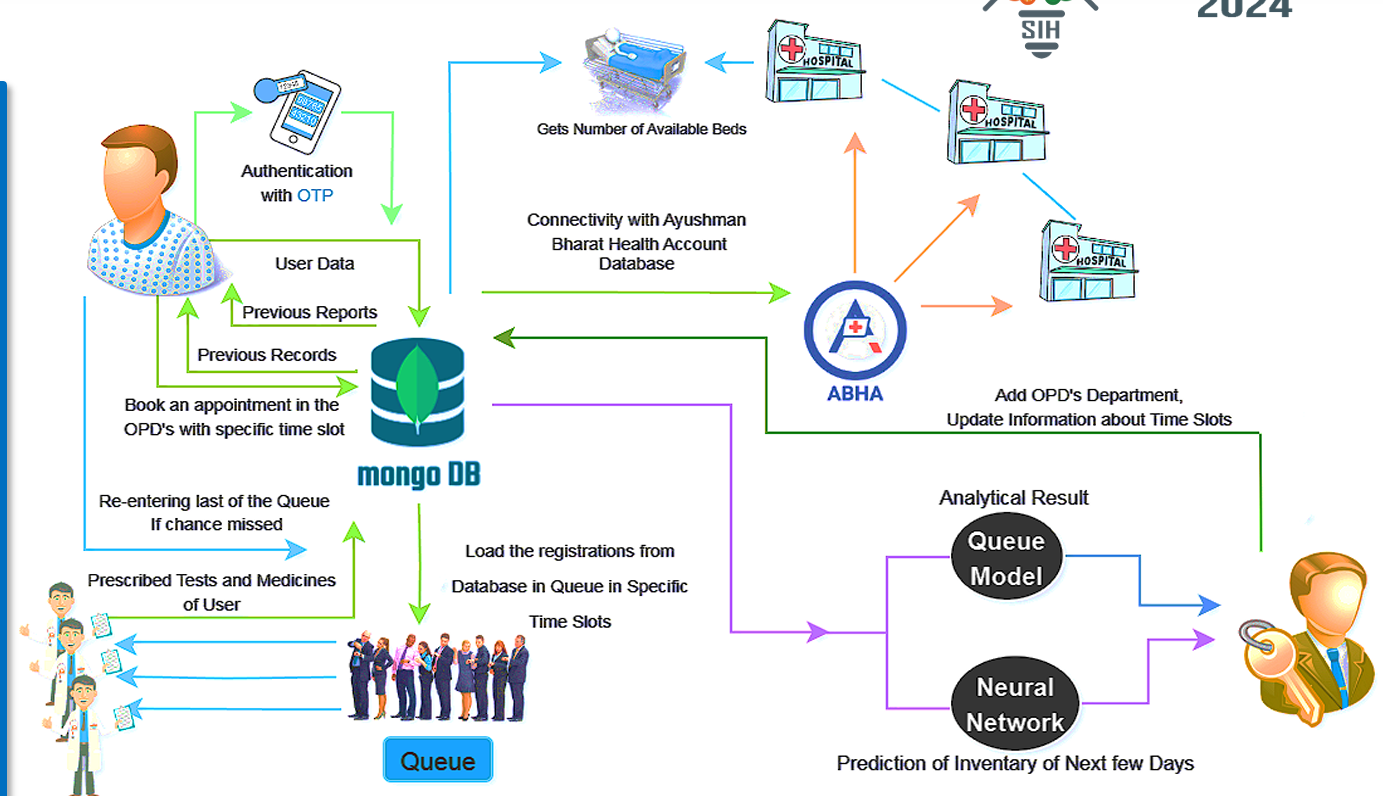 2024
SIH
HOSPITAL
HOSPITAL
HOSPITAL
Gets Number of Available Beds
Authentication
with OTP
Connectivity with Ayushman
Bharat Health Account
Database
User Data
Previous Reports
Previous Records
Book an appointment in the
OPD's with specific time slot
mongo DB
ABHA
Add OPD's Department,
Update Information about Time Slots
Re-entering last of the Queue
If chance missed
Prescribed Tests and Medicines
of User
Load the registrations from
Database in Queue in Specific
Time Slots
Analytical Result
Queue
Model
Neural
Network
Prediction of Inventary of Next few Days
Queue